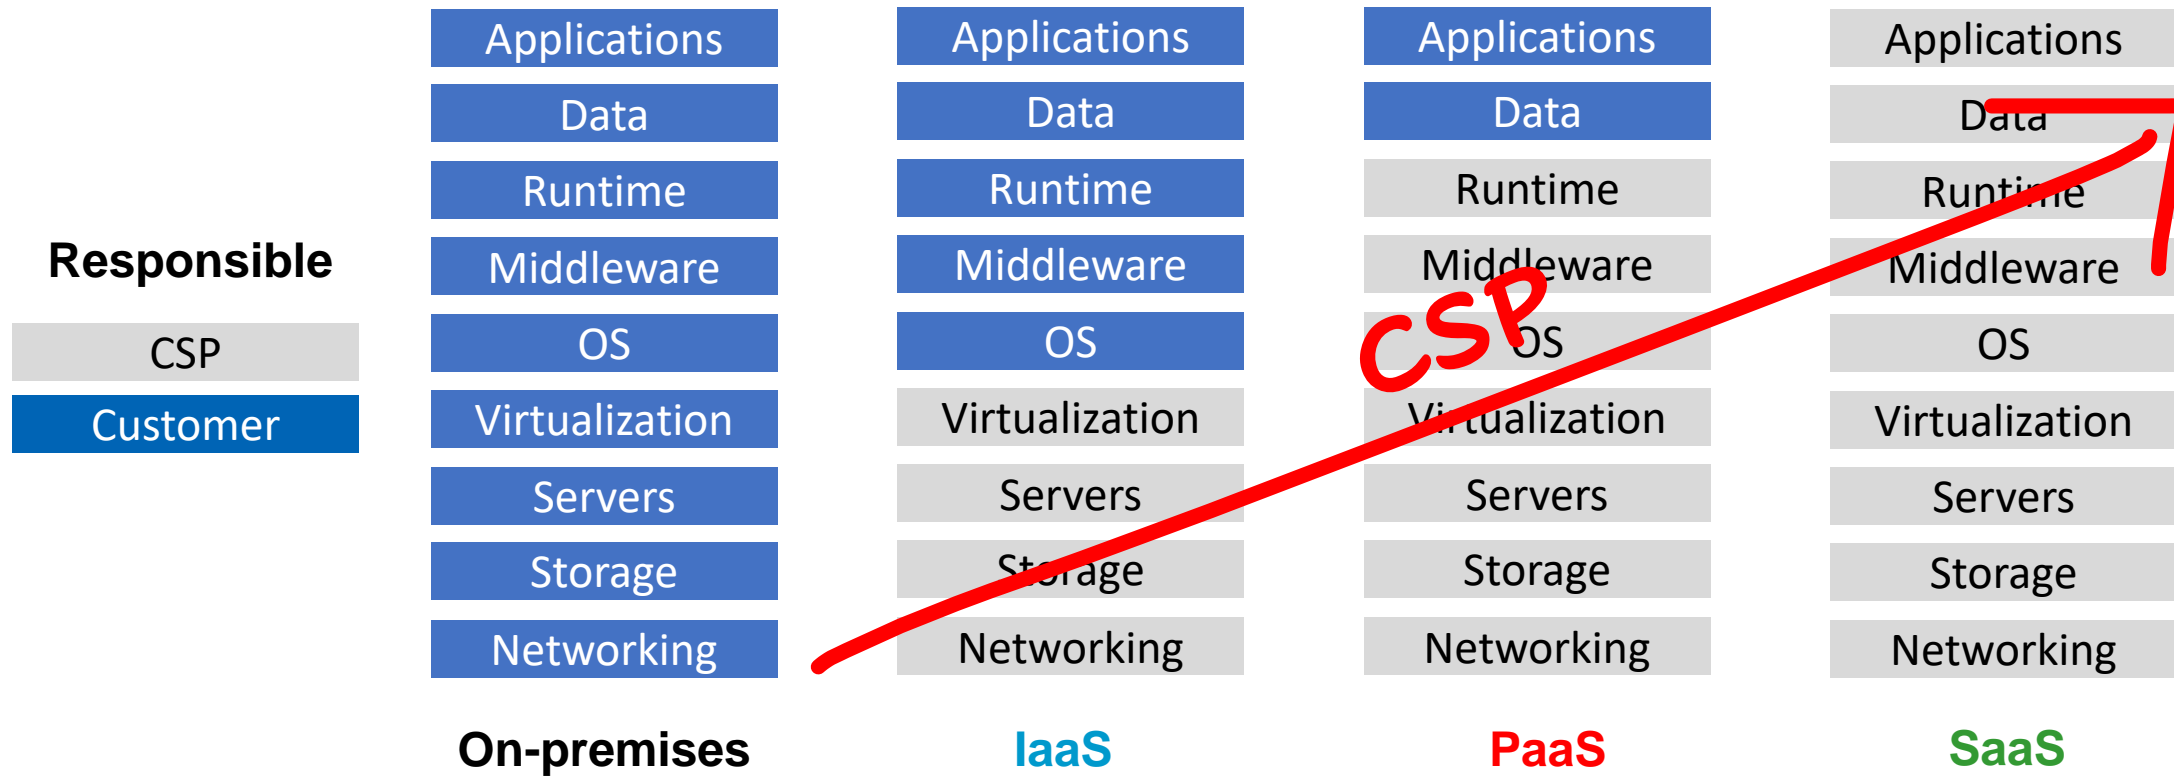 Applications Applications Applications Applications
Data Data Data Data
Runtime Runtime Runtime Runtime
Responsible Middleware Middleware Middleware Middleware
CSP
CSP OS OS OS OS
Customer Virtualization Virtualization Virtualization Virtualization
Servers Servers Servers Servers
Storage Storage Storage Storage
Networking Networking Networking Networking
On-premises IaaS PaaS SaaS